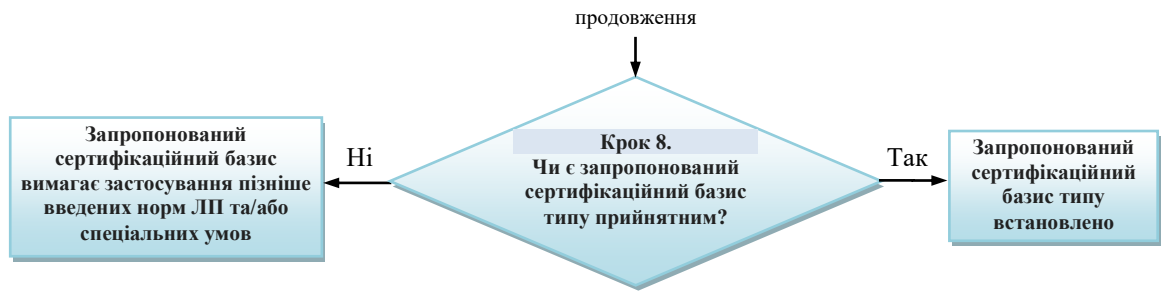 продовження
Запропонований
сертифікаційний базис
вимагає застосування пізніше
введених норм ЛП та/або
спеціальних умов
Ні
Крок 8.
Чи є запропонований
сертифікаційний базис
типу прийнятним?
Так
Запропонований
сертифікаційний
базис типу
встановлено